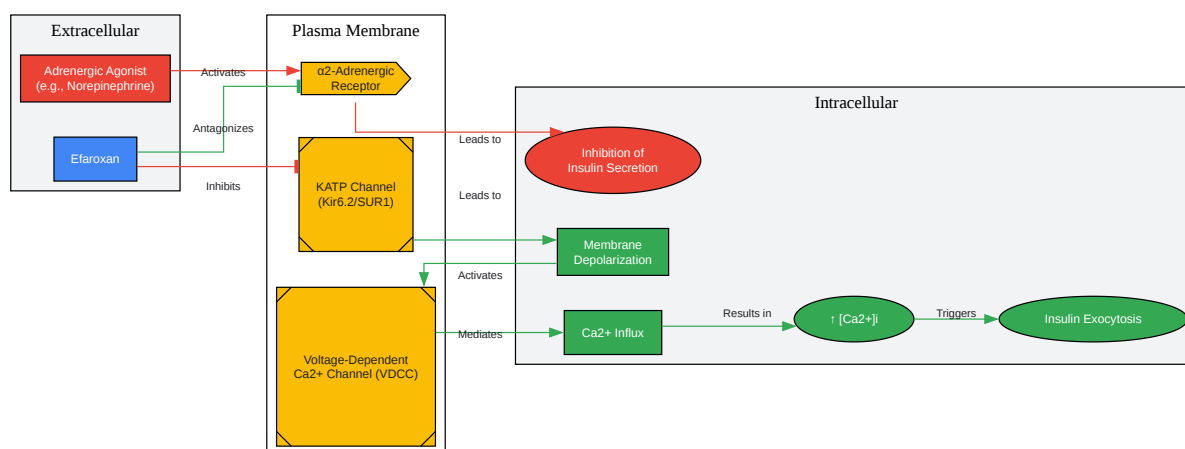 Extracellular
Adrenergic Agonist
(e.g., Norepinephrine)
Efaroxan
Activates
Antagonizes
Inhibits
Plasma Membrane
α2-Adrenergic
Receptor
KATP Channel
(Kir6.2/SUR1)
Voltage-Dependent
Ca2+ Channel (VDCC)
Leads to
Leads to
Activates
Mediates
Intracellular
Inhibition of
Insulin Secretion
Membrane
Depolarization
Ca2+ Influx
Results in
↑ [Ca2+]i
Triggers
Insulin Exocytosis